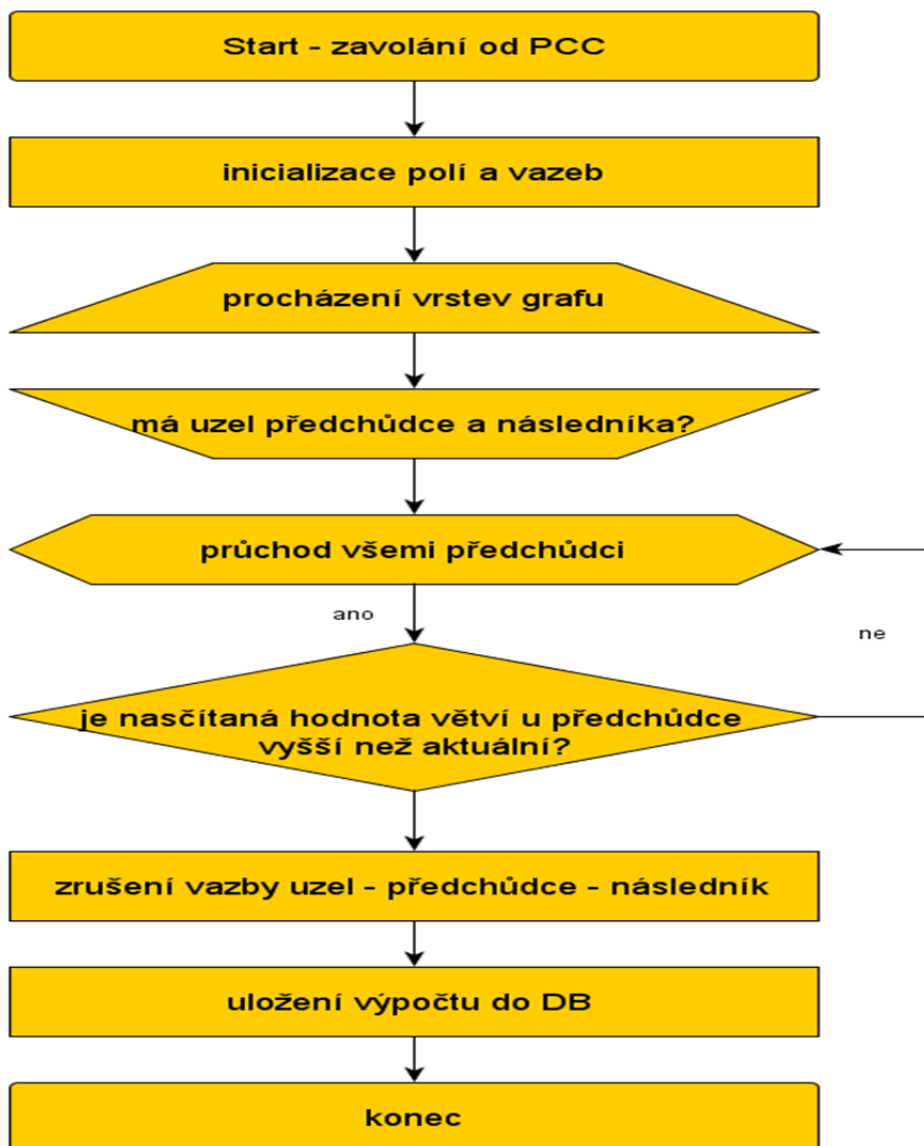 Start - zavolání od PCC
inicializace polí a vazeb
procházení vrstev grafu
má uzel předchůdce a následníka?
průchod všemi předchůdci
ano
ne
je nasčítaná hodnota větví u předchůdce
vyšší než aktuální?
zrušení vazby uzel - předchůdce - následník
uložení výpočtu do DB
konec